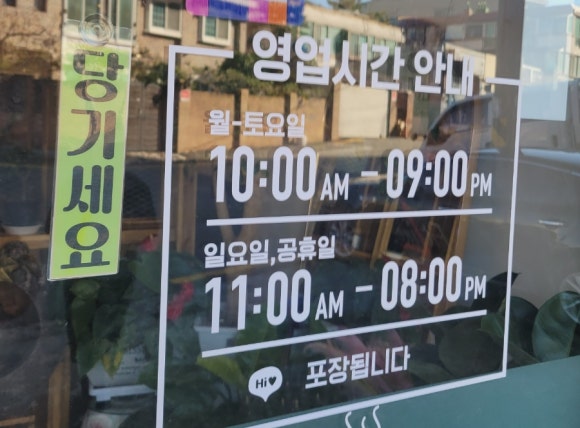 당기세요
영업시간 안내
월-토요일
10:00 AM - 09:00 PM
일요일,공휴일
11:00 AM - 08:00 PM
Hi♥ 포장됩니다